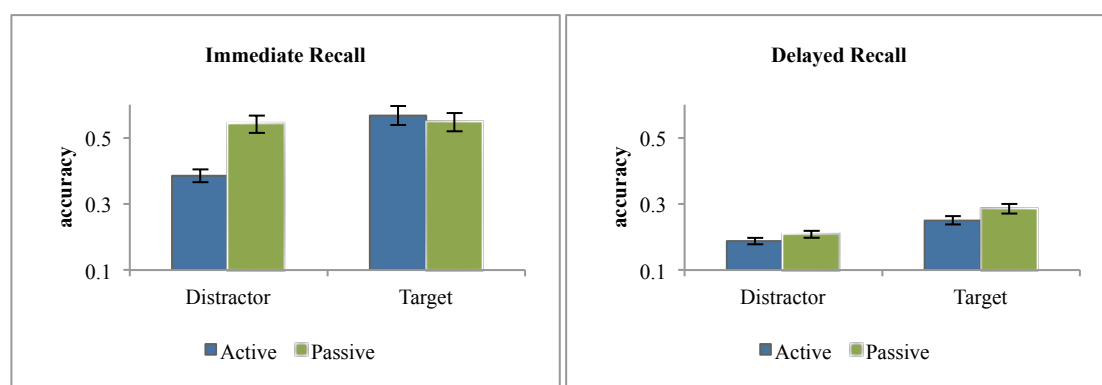 Immediate Recall
accuracy
0.5
0.3
0.1
Distractor Target
Active Passive
Delayed Recall
accuracy
0.5
0.3
0.1
Distractor Target
Active Passive